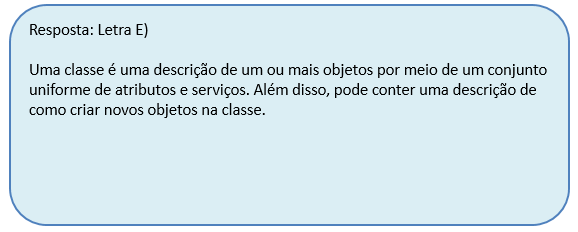 Resposta: Letra E)
Uma classe é uma descrição de um ou mais objetos por meio de um conjunto
uniforme de atributos e serviços. Além disso, pode conter uma descrição de
como criar novos objetos na classe.